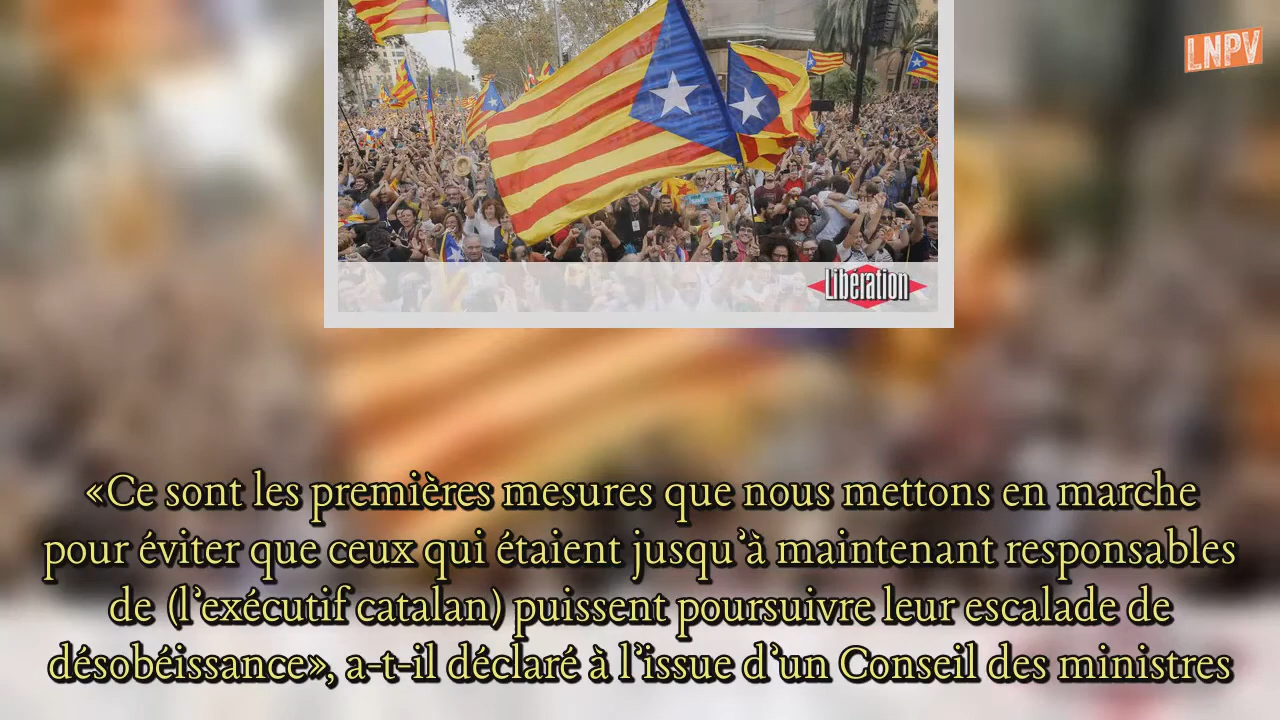 LNPV
Libération
«Ce sont les premières mesures que nous mettons en marche
pour éviter que ceux qui étaient jusqu'à maintenant responsables
de (l'exécutif catalan) puissent poursuivre leur escalade de
désobéissance», a-t-il déclaré à l'issue d'un Conseil des ministres